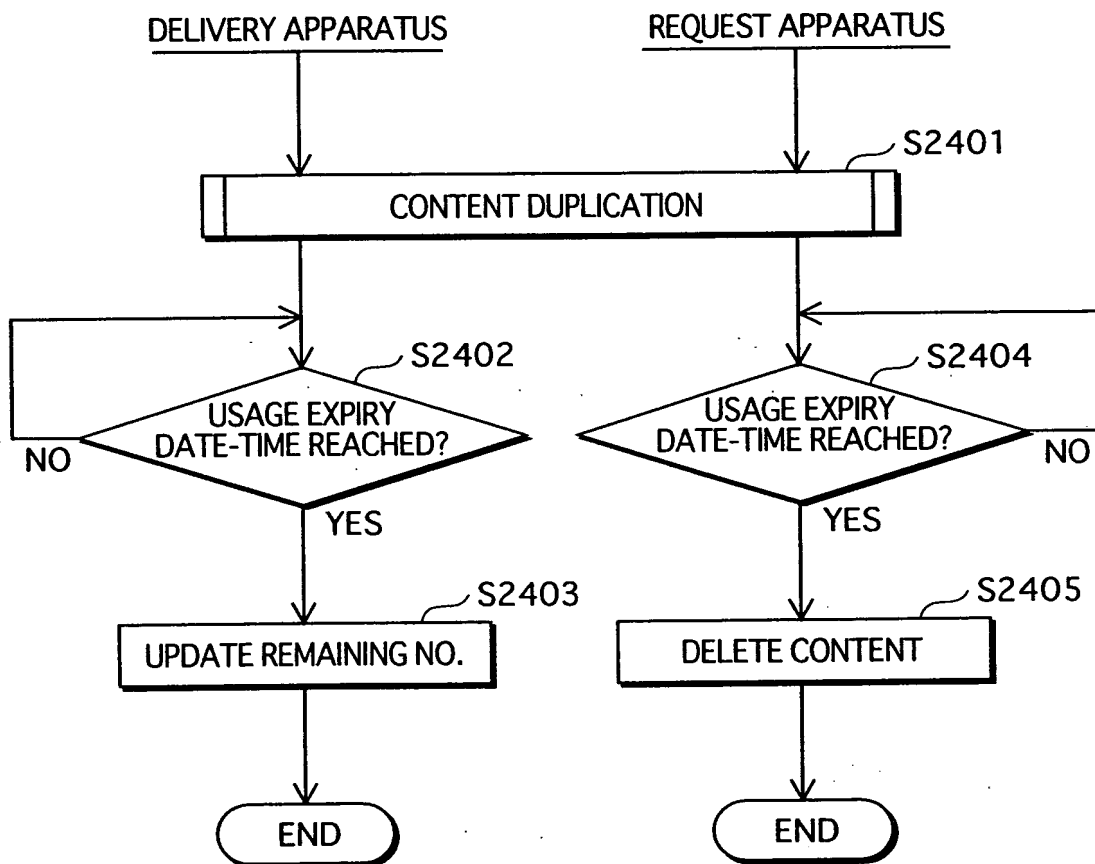 DELIVERY APPARATUS
REQUEST APPARATUS
S2401
CONTENT DUPLICATION
S2402
USAGE EXPIRY
DATE-TIME REACHED?
NO
YES
S2404
USAGE EXPIRY
DATE-TIME REACHED?
NO
YES
S2403
UPDATE REMAINING NO.
S2405
DELETE CONTENT
END
END